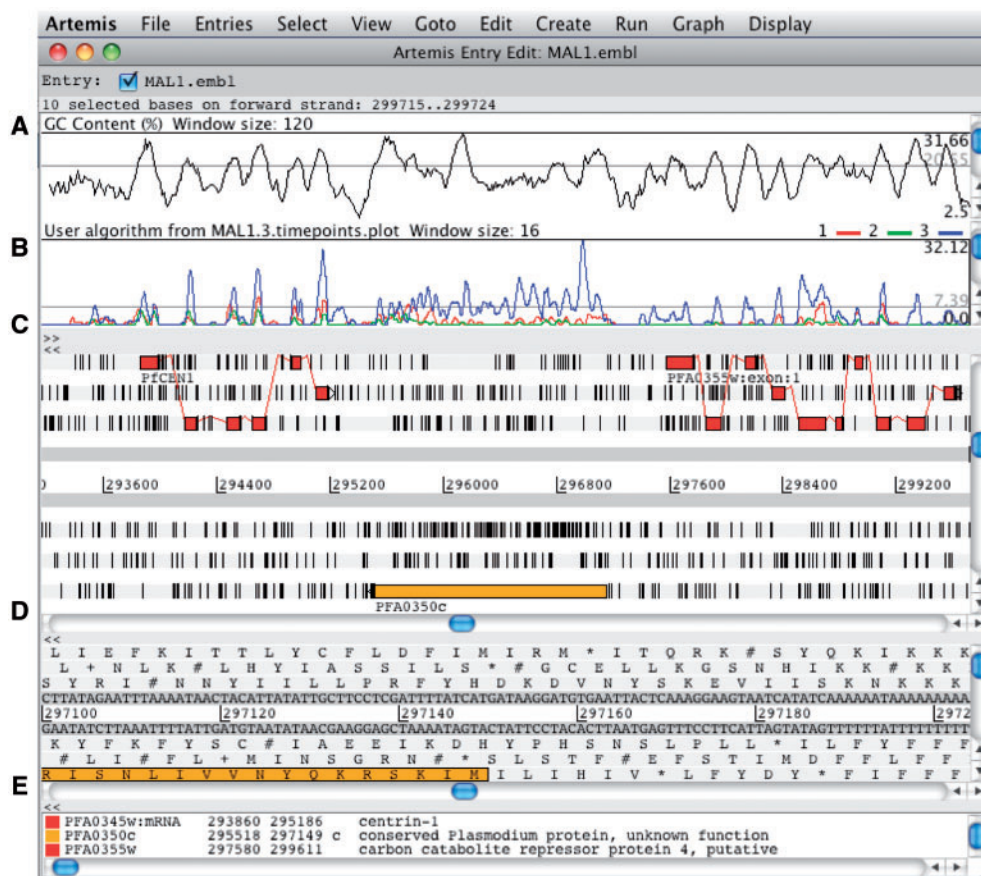 Artemis File Entries Select View Goto Edit Create Run Graph Display
Artemis Entry Edit: MAL1.embl
Entry: MAL1.embl
10 selected bases on forward strand: 299715..299724
A
GC Content (%) Window size: 120
31.66
20.55
2.5
User algorithm from MAL1.3.timepoints.plot Window size: 16
1 2 3
B
32.12
7.39
0.0
C
>>
<<
PfCEN1 PFA0355w:exon:1
293600 294400 295200 296000 296800 297600 298400 299200
PFA0350c
D
<<
L I E F K I T T L Y C F L D F I M I R M * I T Q R K # S Y Q K I K K K
L + N L K # L H Y I A S S I L S * # G C E L L K G S N H I K K # K K
S Y R I # N N Y I I L L P R F Y H D K D V N Y S K E V I I S K N K K K
CTTATAGAATTTAAAATAACTACATTATATTGCTTCCTCGATTTTATCATGATAAGGATGTGAATTACTCAAAGGAAGTAATCATATCAAAAAATAAAAAAAAA
297100 297120 297140 297160 297180 2972
GAATATCTTAAATTTTATTGATGTAATATAACGAAGGAGCTAAAATAGTACTATTCCTACACTTAATGAGTTTCCTTCATTAGTATAGTTTTTTATTTTTTTTT
K Y F K F Y S C # I A E E I K D H Y P H S N S L P L L * I L F Y F F F
# L I # F L + M I N S G R N # * S L S T F # E F S T I M D F F L F F
R I S N L I V V N Y Q K R S K I M I L I H I V * L F Y D Y * F I F F F
E
<<
PFA0345w:mRNA 293860 295186 centrin-1
PFA0350c 295518 297149 c conserved Plasmodium protein, unknown function
PFA0355w 297580 299611 carbon catabolite repressor protein 4, putative